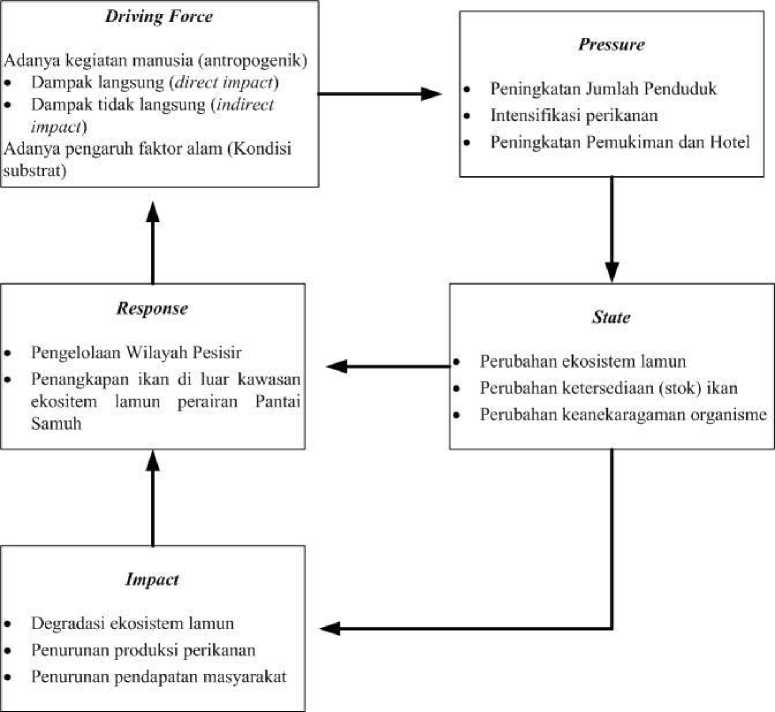 Driving Force
Adanya kegiatan manusia (antropogenik)
• Dampak langsung (direct impact)
• Dampak tidak langsung (indirect
impact)
Adanya pengaruh faktor alam (Kondisi
substrat)
Pressure
• Peningkatan Jumlah Penduduk
• Intensifikasi perikanan
• Peningkatan Pemukiman dan Hotel
State
• Perubahan ekosistem lamun
• Perubahan ketersediaan (stok) ikan
• Perubahan keanekaragaman organisme
Response
• Pengelolaan Wilayah Pesisir
• Penangkapan ikan di luar kawasan
ekositem lamun perairan Pantai
Samuh
Impact
• Degradasi ekosistem lamun
• Penurunan produksi perikanan
• Penurunan pendapatan masyarakat